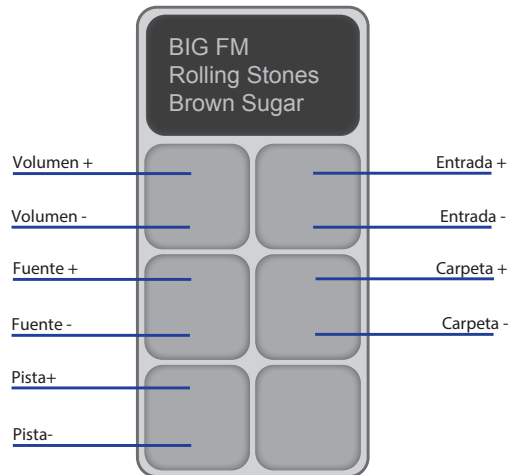 BIG FM
Rolling Stones
Brown Sugar
Volumen +
Entrada +
Volumen -
Entrada -
Fuente +
Carpeta +
Fuente -
Carpeta -
Pista+
Pista-